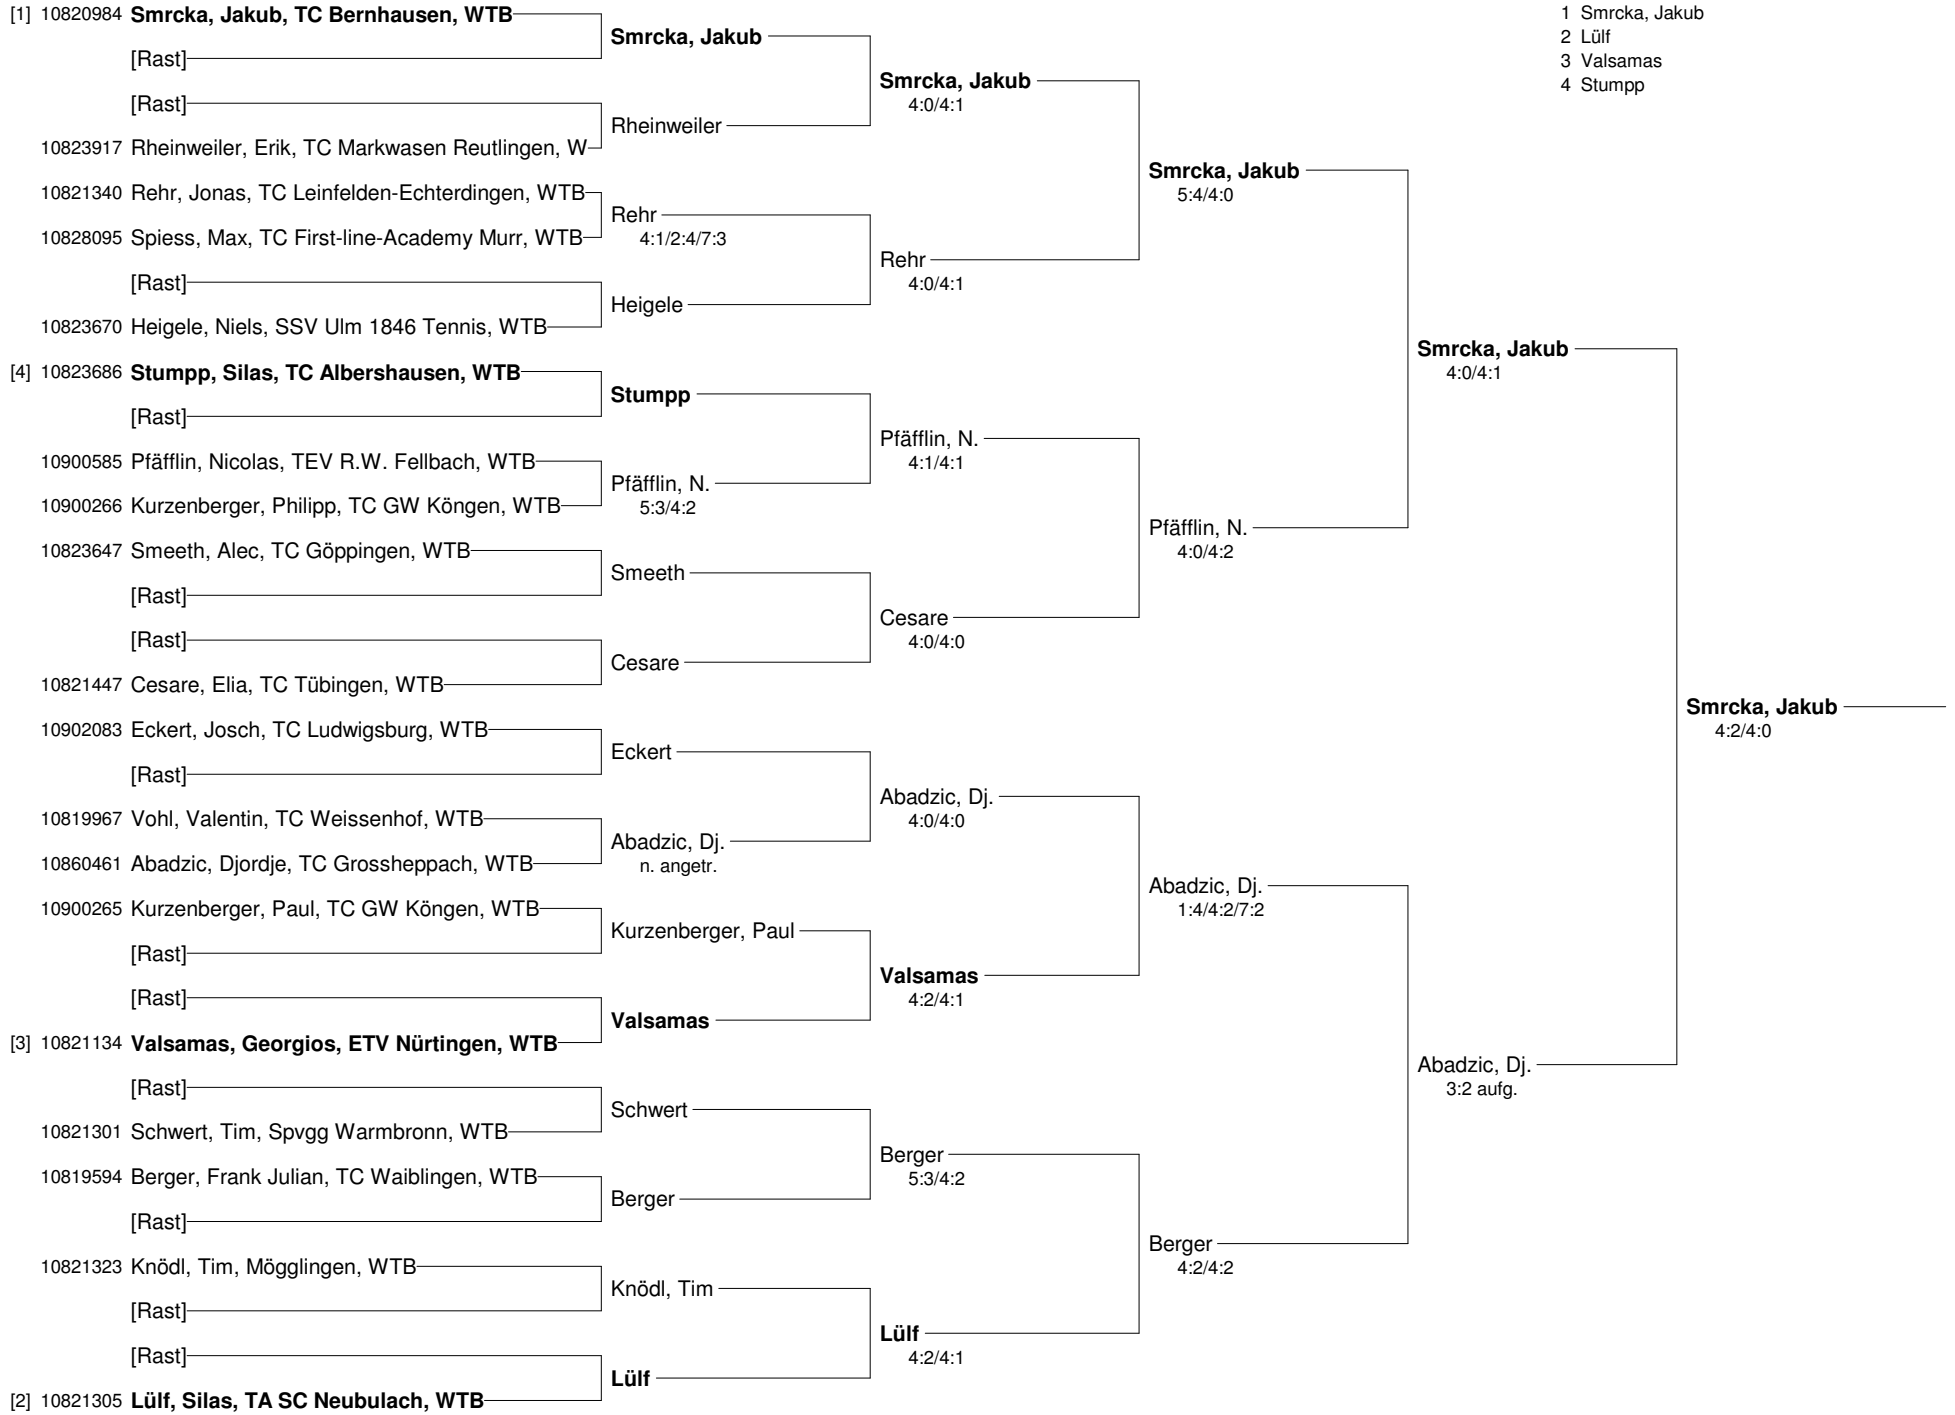 [1] 10820984 Smrcka, Jakub, TC Bernhausen, WTB
[Rast]
[Rast]
10823917 Rheinweiler, Erik, TC Markwasen Reutlingen, W
10821340 Rehr, Jonas, TC Leinfelden-Echterdingen, WTB
10828095 Spiess, Max, TC First-line-Academy Murr, WTB
[Rast]
10823670 Heigele, Niels, SSV Ulm 1846 Tennis, WTB
[4] 10823686 Stumpp, Silas, TC Albershausen, WTB
[Rast]
10900585 Pfäfflin, Nicolas, TEV R.W. Fellbach, WTB
10900266 Kurzenberger, Philipp, TC GW Köngen, WTB
10823647 Smeeth, Alec, TC Göppingen, WTB
[Rast]
[Rast]
10821447 Cesare, Elia, TC Tübingen, WTB
10902083 Eckert, Josch, TC Ludwigsburg, WTB
[Rast]
10819967 Vohl, Valentin, TC Weissenhof, WTB
10860461 Abadzic, Djordje, TC Grossheppach, WTB
10900265 Kurzenberger, Paul, TC GW Köngen, WTB
[Rast]
[Rast]
[3] 10821134 Valsamas, Georgios, ETV Nürtingen, WTB
[Rast]
10821301 Schwert, Tim, Spvgg Warmbronn, WTB
10819594 Berger, Frank Julian, TC Waiblingen, WTB
[Rast]
10821323 Knödl, Tim, Mögglingen, WTB
[Rast]
[Rast]
[2] 10821305 Lülf, Silas, TA SC Neubulach, WTB
Smrcka, Jakub
Rheinweiler
Rehr
4:1/2:4/7:3
Heigele
Stumpp
Pfäfflin, N.
5:3/4:2
Smeeth
Cesare
Eckert
Abadzic, Dj.
n. angetr.
Kurzenberger, Paul
Valsamas
Schwert
Berger
Knödl, Tim
Lülf
Smrcka, Jakub
4:0/4:1
Rehr
4:0/4:1
Pfäfflin, N.
4:1/4:1
Cesare
4:0/4:0
Abadzic, Dj.
4:0/4:0
Valsamas
4:2/4:1
Berger
5:3/4:2
Lülf
4:2/4:1
Smrcka, Jakub
5:4/4:0
Pfäfflin, N.
4:0/4:2
Abadzic, Dj.
1:4/4:2/7:2
Berger
4:2/4:2
Smrcka, Jakub
4:0/4:1
Abadzic, Dj.
3:2 aufg.
Smrcka, Jakub
4:2/4:0
1 Smrcka, Jakub
2 Lülf
3 Valsamas
4 Stumpp